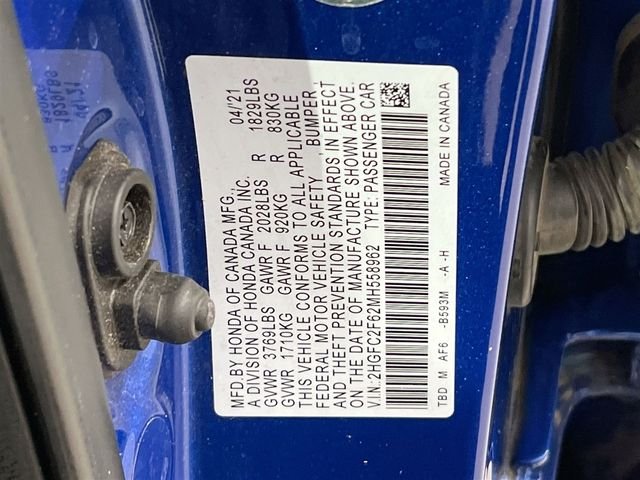 MFD.BY HONDA OF CANADA MFG., 04/21
A DIVISION OF HONDA CANADA INC.
GVWR 3769LBS GAWR F 2028LBS R 1829LBS
GVWR 1710KG GAWR F 920KG R 830KG
THIS VEHICLE CONFORMS TO ALL APPLICABLE
FEDERAL MOTOR VEHICLE SAFETY BUMPER,
AND THEFT PREVENTION STANDARDS IN EFFECT
ON THE DATE OF MANUFACTURE SHOWN ABOVE.
V.I.N.:2HGFC2F62MH558962 TYPE: PASSENGER CAR
TBD M AF6 -B593M -A-H MADE IN CANADA